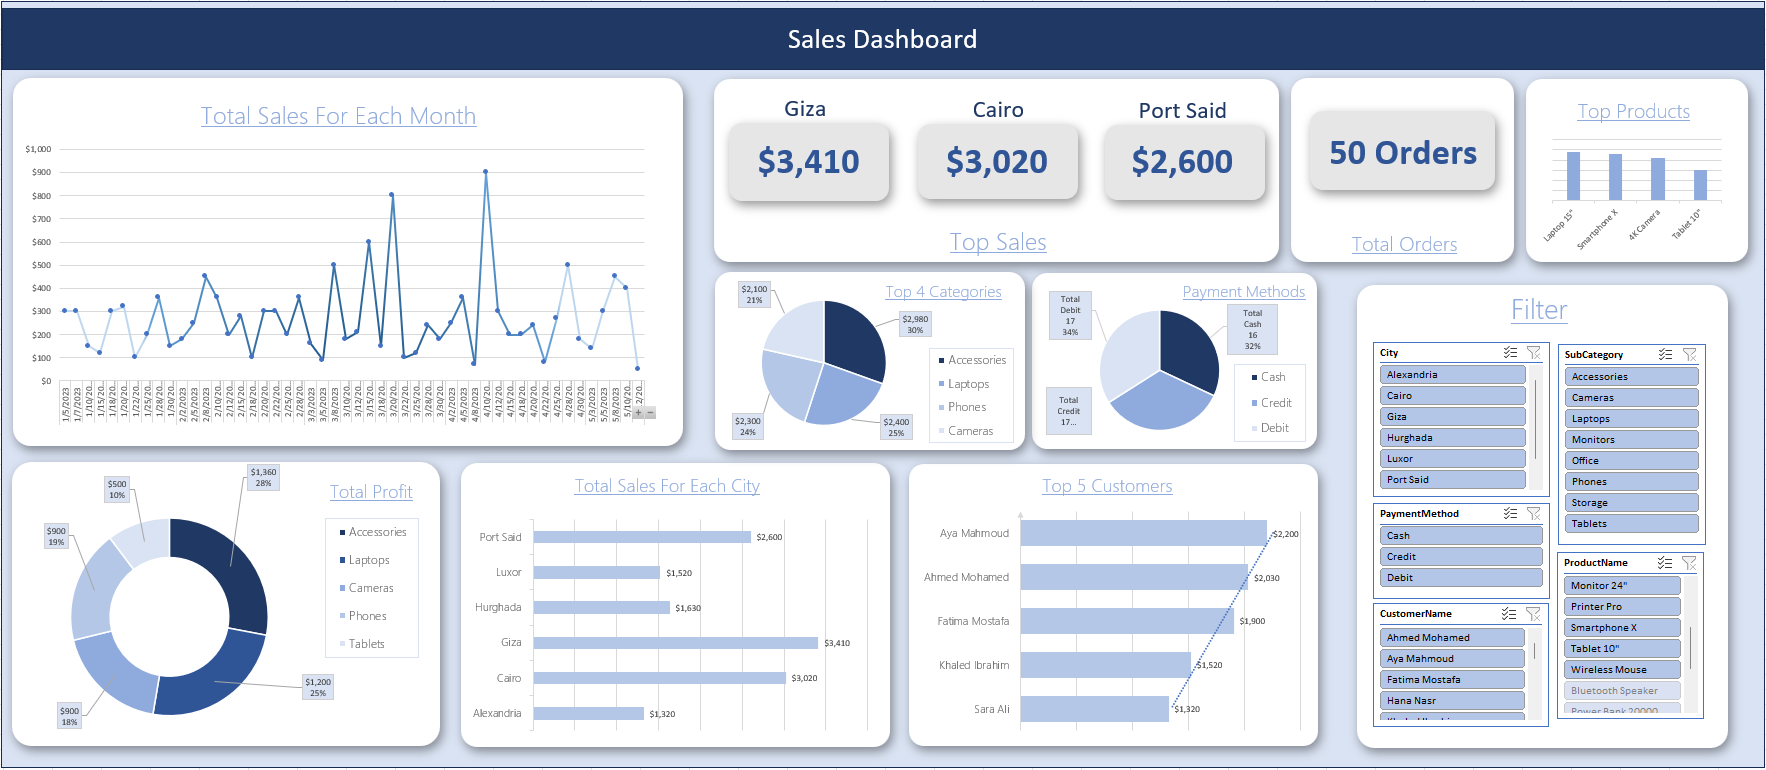 Sales Dashboard
Total Sales For Each Month
$1,000
$900
$800
$700
$600
$500
$400
$300
$200
$100
$0
1/5/2023
1/7/2023
1/10/20.
1/15/20.
1/18/20.
1/20/20.
1/22/20.
1/25/20.
1/28/20.
1/30/20.
2/2/2023
2/5/2023
2/8/2023
2/10/20.
2/12/20.
2/15/20.
2/18/20.
2/20/20.
2/22/20.
2/25/20.
2/28/20.
3/3/2023
3/5/2023
3/8/2023
3/10/20.
3/12/20.
3/15/20.
3/18/20.
3/20/20.
3/22/20.
3/25/20.
3/28/20.
3/30/20.
4/2/2023
4/5/2023
4/8/2023
4/10/20.
4/12/20.
4/15/20.
4/18/20.
4/20/20.
4/22/20.
4/25/20.
4/28/20.
4/30/20.
5/3/2023
5/5/2023
5/8/2023
5/10/20.
2/20.
+ −
Giza
$3,410
Cairo
$3,020
Port Said
$2,600
Top Sales
50 Orders
Total Orders
Top Products
Laptop 15"
Smartphone X
4K Camera
Tablet 10"
Top 4 Categories
$2,100
21%
$2,980
30%
$2,300
24%
$2,400
25%
Accessories
Laptops
Phones
Cameras
Payment Methods
Total
Debit
17
34%
Total
Cash
16
32%
Total
Credit
17...
Cash
Credit
Debit
Filter
City
Alexandria
Cairo
Giza
Hurghada
Luxor
Port Said
PaymentMethod
Cash
Credit
Debit
CustomerName
Ahmed Mohamed
Aya Mahmoud
Fatima Mostafa
Hana Nasr
SubCategory
Accessories
Cameras
Laptops
Monitors
Office
Phones
Storage
Tablets
ProductName
Monitor 24"
Printer Pro
Smartphone X
Tablet 10"
Wireless Mouse
Bluetooth Speaker
Power Bank 20000
Total Profit
$1,360
28%
$500
10%
$900
19%
$900
18%
$1,200
25%
Accessories
Laptops
Cameras
Phones
Tablets
Total Sales For Each City
Port Said
$2,600
Luxor
$1,520
Hurghada
$1,630
Giza
$3,410
Cairo
$3,020
Alexandria
$1,320
Top 5 Customers
Aya Mahmoud
$2,200
Ahmed Mohamed
$2,030
Fatima Mostafa
$1,900
Khaled Ibrahim
$1,520
Sara Ali
$1,320